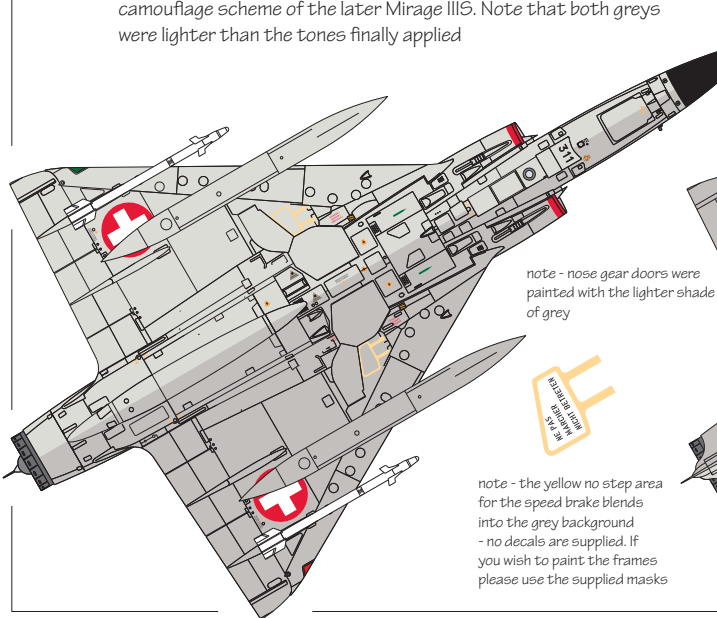 camouflage scheme of the later Mirage IIIS. Note that both greys
were lighter than the tones finally applied
311
note - nose gear doors were
painted with the lighter shade
of grey
NE PAS
MARCHER
NICHT BETRETEN
note - the yellow no step area
for the speed brake blends
into the grey background
- no decals are supplied. If
you wish to paint the frames
please use the supplied masks